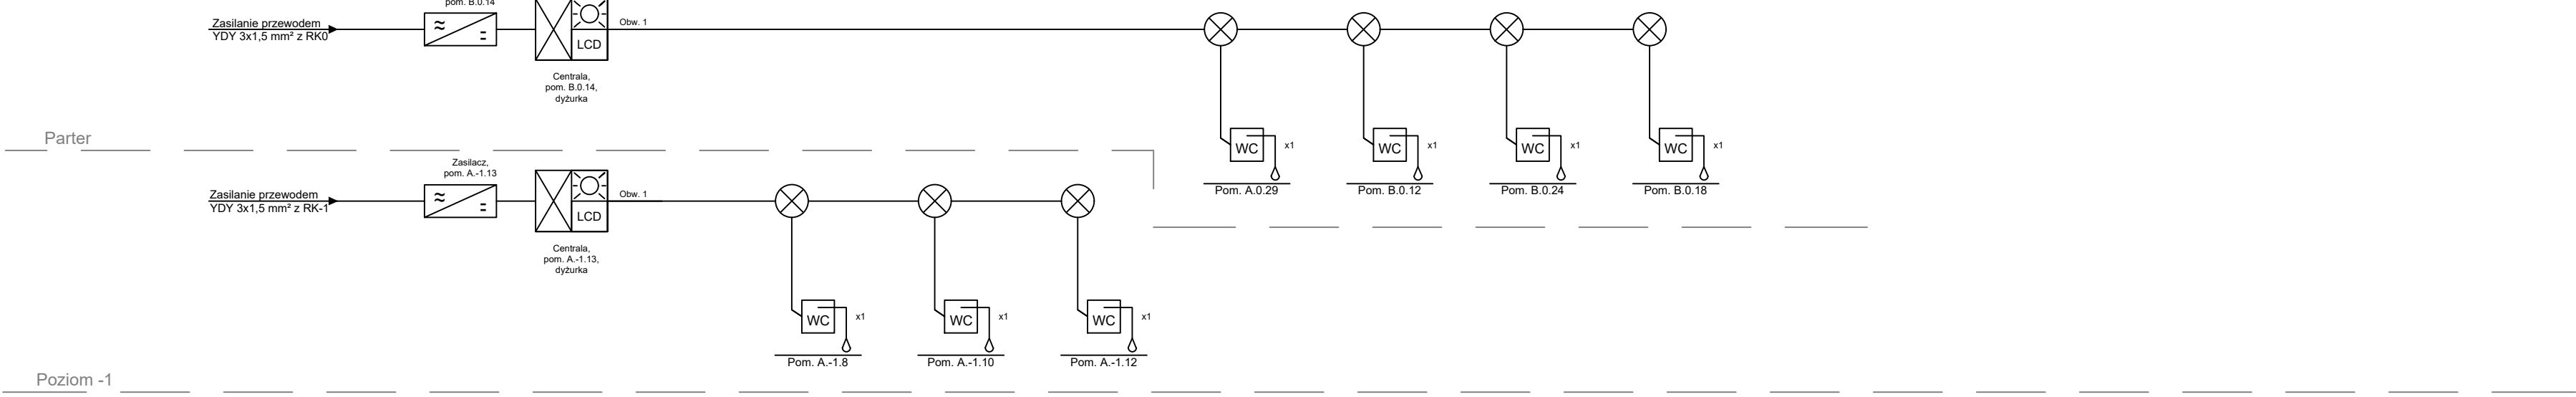 pom. B.0.14
Zasilanie przewodem
YDY 3x1,5 mm² z RK0
LCD
Obw. 1
Centrala,
pom. B.0.14,
dyżurka
WC
x1
WC
x1
WC
x1
WC
x1
Pom. A.0.29
Pom. B.0.12
Pom. B.0.24
Pom. B.0.18
Parter
Zasilacz,
pom. A.-1.13
Zasilanie przewodem
YDY 3x1,5 mm² z RK-1
LCD
Obw. 1
Centrala,
pom. A.-1.13,
dyżurka
WC
x1
WC
x1
WC
x1
Pom. A.-1.8
Pom. A.-1.10
Pom. A.-1.12
Poziom -1